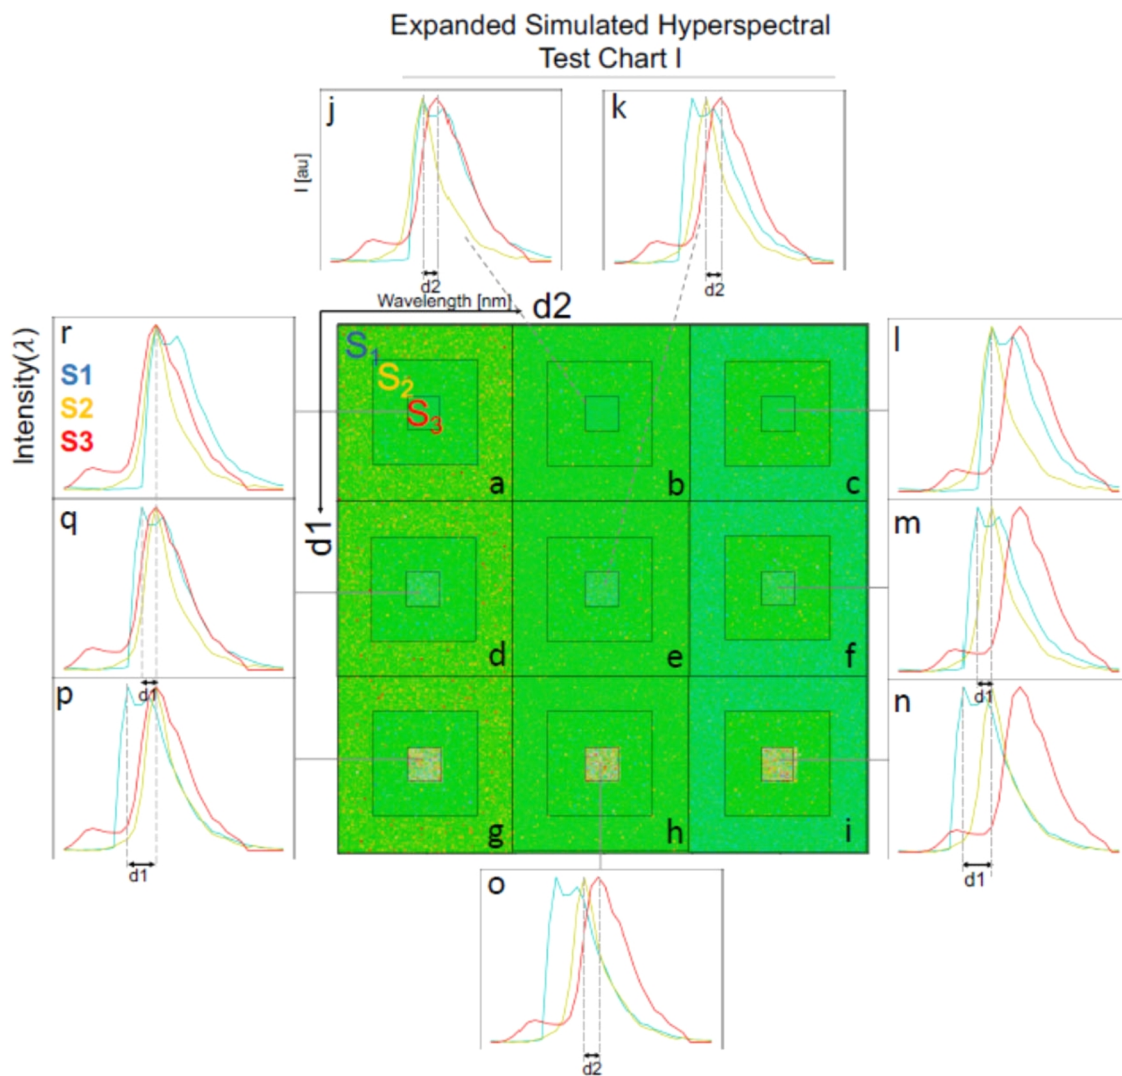 Expanded Simulated Hyperspectral
Test Chart I
j
k
I [au]
d2
d2
Wavelength [nm]
d2
Intensity(λ)
r
S1
S2
S3
S1
S2
S3
l
a
b
c
q
d1
m
d
e
f
d1
d1
p
n
g
h
i
d1
d1
o
d2